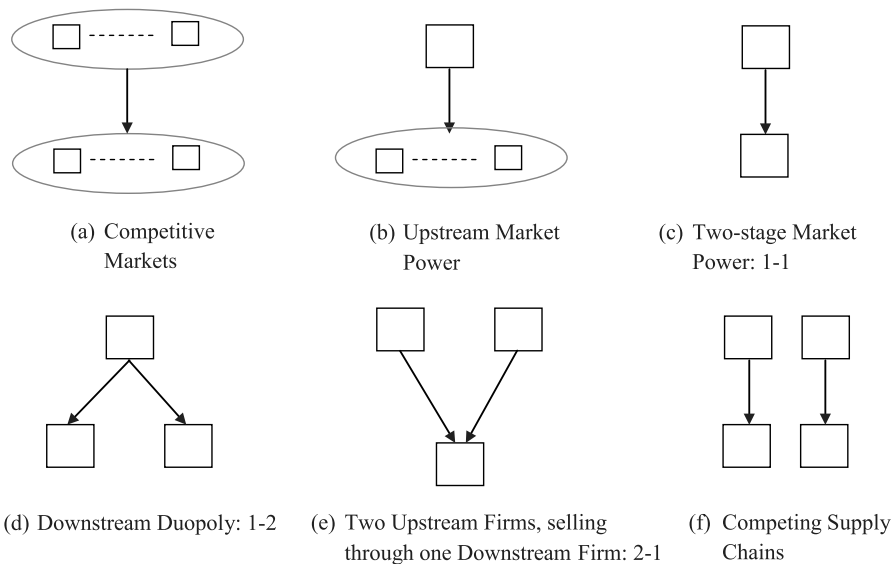 (a) Competitive
Markets
(b) Upstream Market
Power
(c) Two-stage Market
Power: 1-1
(d) Downstream Duopoly: 1-2
(e) Two Upstream Firms, selling
through one Downstream Firm: 2-1
(f) Competing Supply
Chains